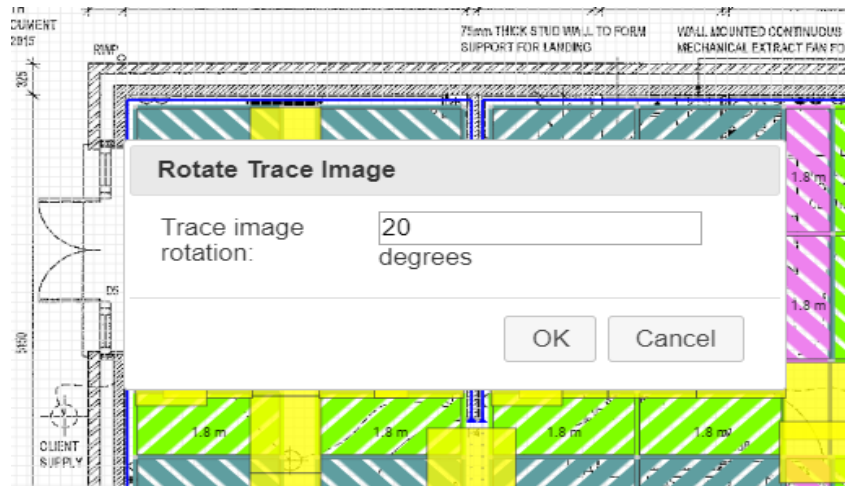 CUMENT
2015
RAMP
75mm THICK STUD WALL TO FORM
SUPPORT FOR LANDING
WALL MOUNTED CONTINUOUS
MECHANICAL EXTRACT FAN FO
325
Rotate Trace Image
Trace image
rotation:
20
degrees
OK
Cancel
1.8 m
1.8 m
DS
5150
1.8 m
1.8 m
1.8 m
1.8 m
CLIENT
SUPPLY